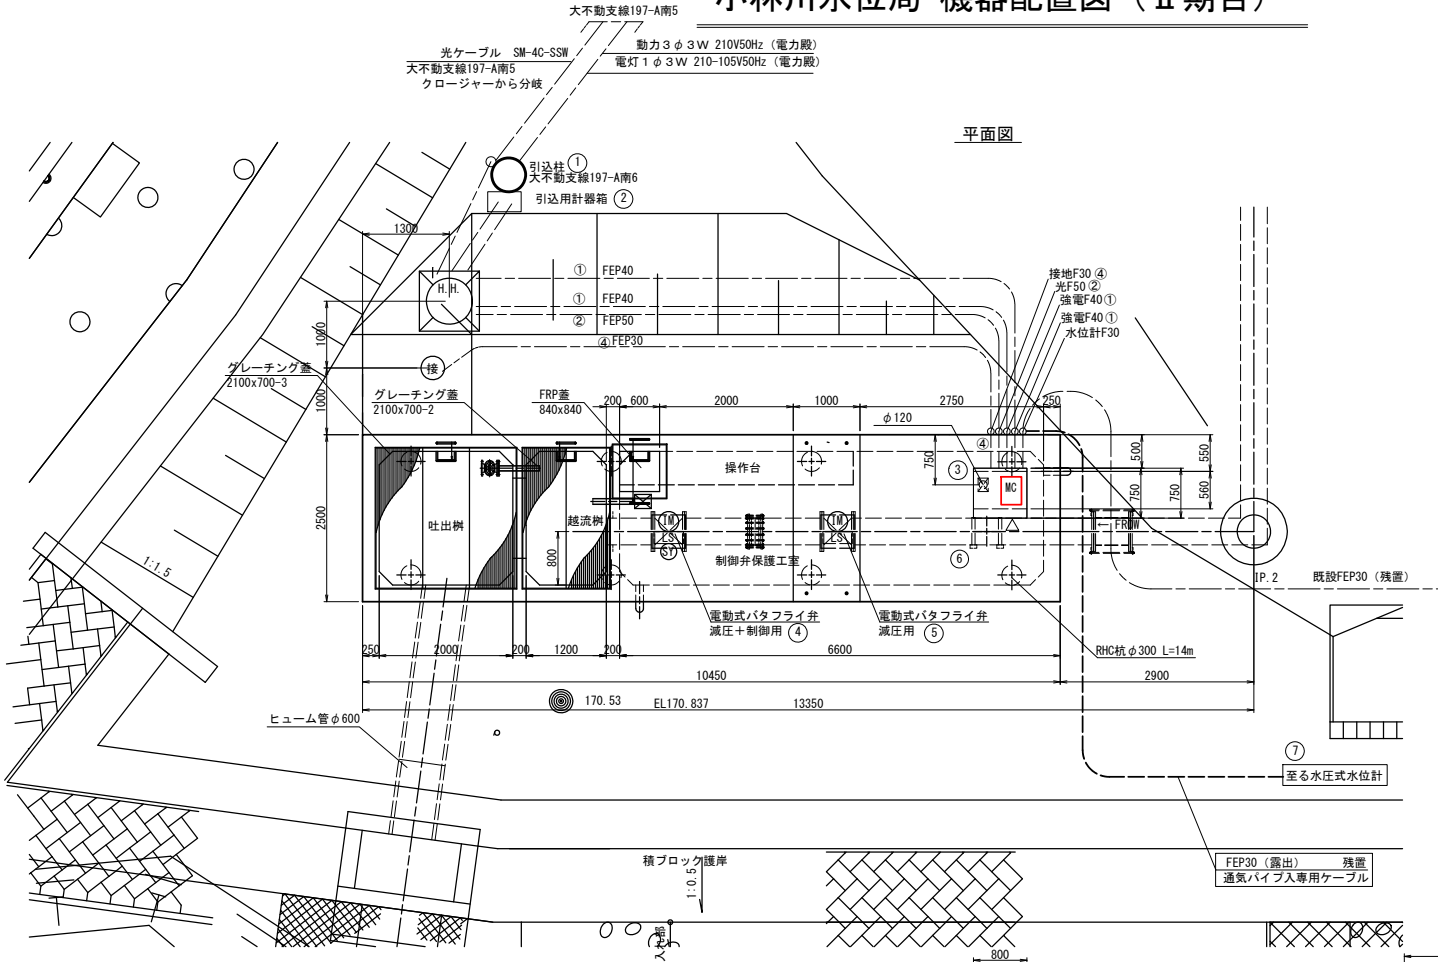 小林川水位局 機器配置図（Ⅱ期古）
大不動支線197-A南5
光ケーブル SM-4C-SSW
大不動支線197-A南5
クロージャーから分岐
動力3φ3W 210V50Hz（電力殿）
電灯1φ3W 210-105V50Hz（電力殿）
平面図
引込柱 ①
大不動支線197-A南6
引込用計器箱 ②
1300
H.H.
① FEP40
① FEP40
② FEP50
④ FEP30
接地F30 ④
光F50 ②
強電F40 ①
強電F40 ①
水位計F30
1000
1000
接
グレーチング蓋
2100x700-3
グレーチング蓋
2100x700-2
FRP蓋
840x840
200 600 2000 1000 2750 250
φ120
④
③
750
500
750
750
550
560
操作台
MC
2500
吐出桝
越流桝
800
TM
LS
SY
TM
LS
制御弁保護工室
⑥
← FROW
IP.2
既設FEP30（残置）
1:1.5
電動式バタフライ弁
減圧＋制御用 ④
電動式バタフライ弁
減圧用 ⑤
RHC杭φ300 L=14m
250 2000 200 1200 200 6600
10450 2900
170.53 EL170.837 13350
ヒューム管φ600
⑦
至る水圧式水位計
積ブロック護岸
1:0.5
FEP30（露出） 残置
通気パイプ入専用ケーブル
入れ部
800